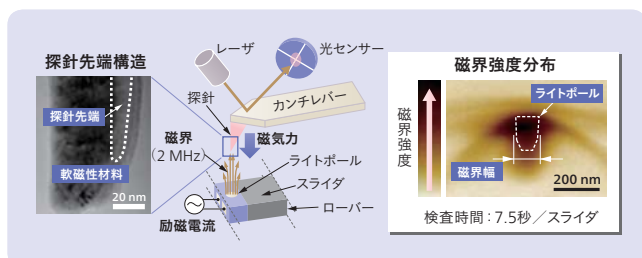 探針先端構造
探針先端
軟磁性材料
20 nm
レーザ
光センサー
探針
カンチレバー
磁界
(2 MHz)
磁気力
ライトポール
スライダ
ローバー
励磁電流
磁界強度分布
磁界強度
ライトポール
磁界幅
200 nm
検査時間：7.5秒／スライダ